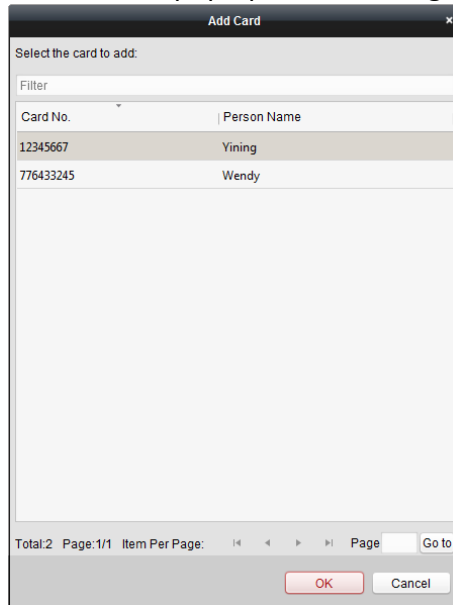 Add Card ×
Select the card to add:
Filter
Card No. Person Name
12345667 Yining
776433245 Wendy
Total:2 Page:1/1 Item Per Page: Page Go to
OK Cancel